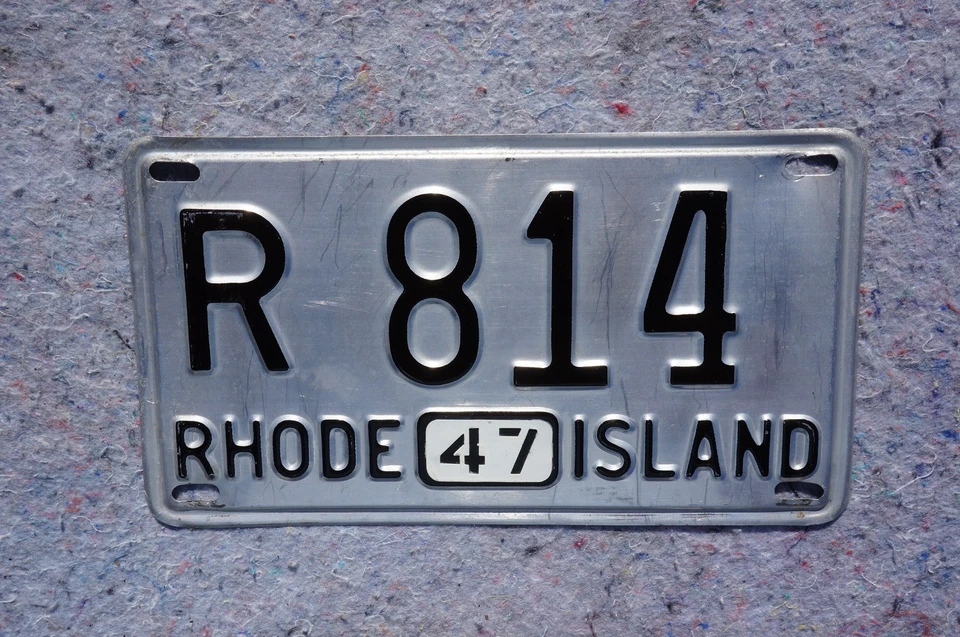 R 814
RHODE 47 ISLAND